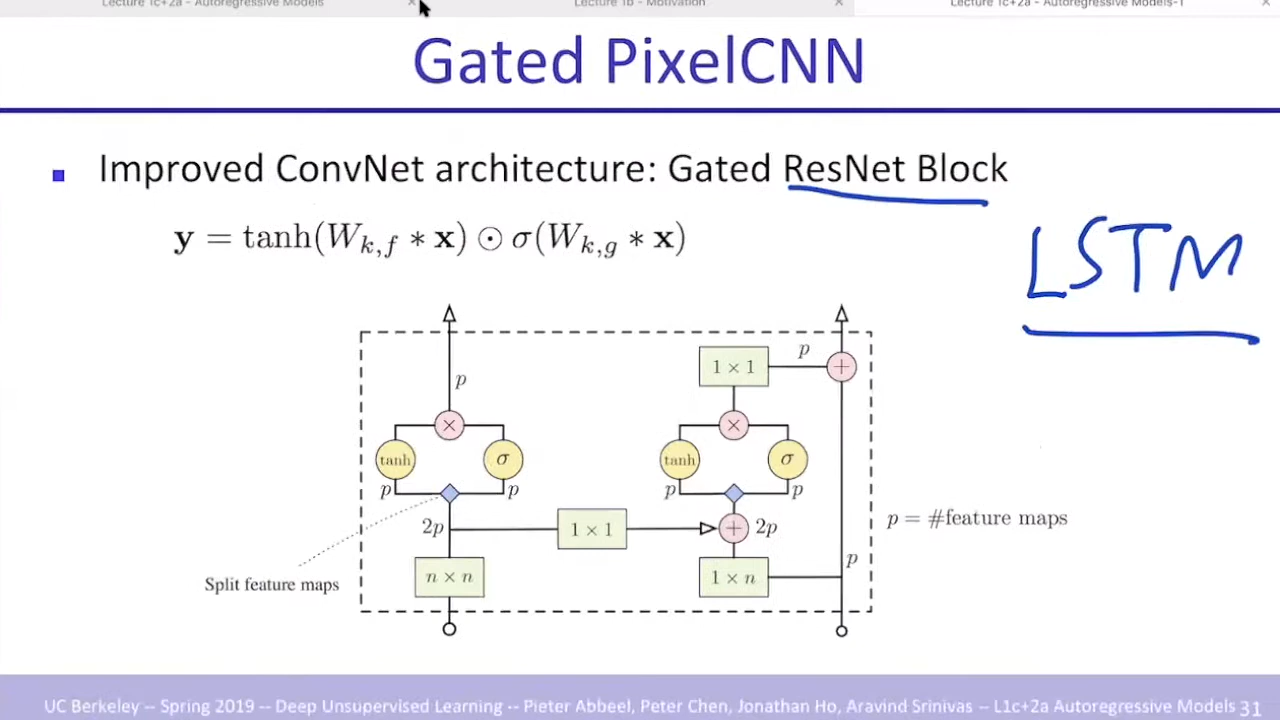 Lecture 1c+2a - Autoregressive Models × Lecture 1b - Motivation × Lecture 1c+2a - Autoregressive Models-1 ×
Gated PixelCNN
▪ Improved ConvNet architecture: Gated ResNet Block
y = tanh(W_{k,f} * x) ⊙ σ(W_{k,g} * x)
LSTM
1 × 1 p +
p
× ×
tanh σ tanh σ
p p p p
2p 1 × 1 + 2p
p = #feature maps
p
n × n 1 × n
Split feature maps
UC Berkeley -- Spring 2019 -- Deep Unsupervised Learning -- Pieter Abbeel, Peter Chen, Jonathan Ho, Aravind Srinivas -- L1c+2a Autoregressive Models 31